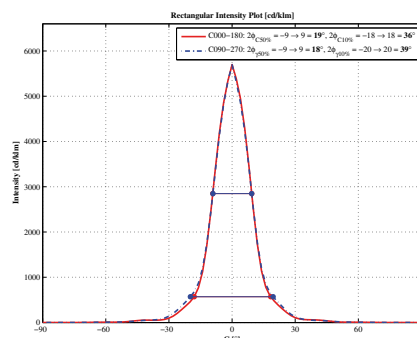 Rectangular Intensity Plot [cd/klm]
C000−180: 2ϕC50% = −9 → 9 = 19°, 2ϕC10% = −18 → 18 = 36°
C090−270: 2ϕγ50% = −9 → 9 = 18°, 2ϕγ10% = −20 → 20 = 39°
6000
5000
4000
3000
2000
1000
0
Intensity [cd/klm]
−90 −60 −30 0 30 60